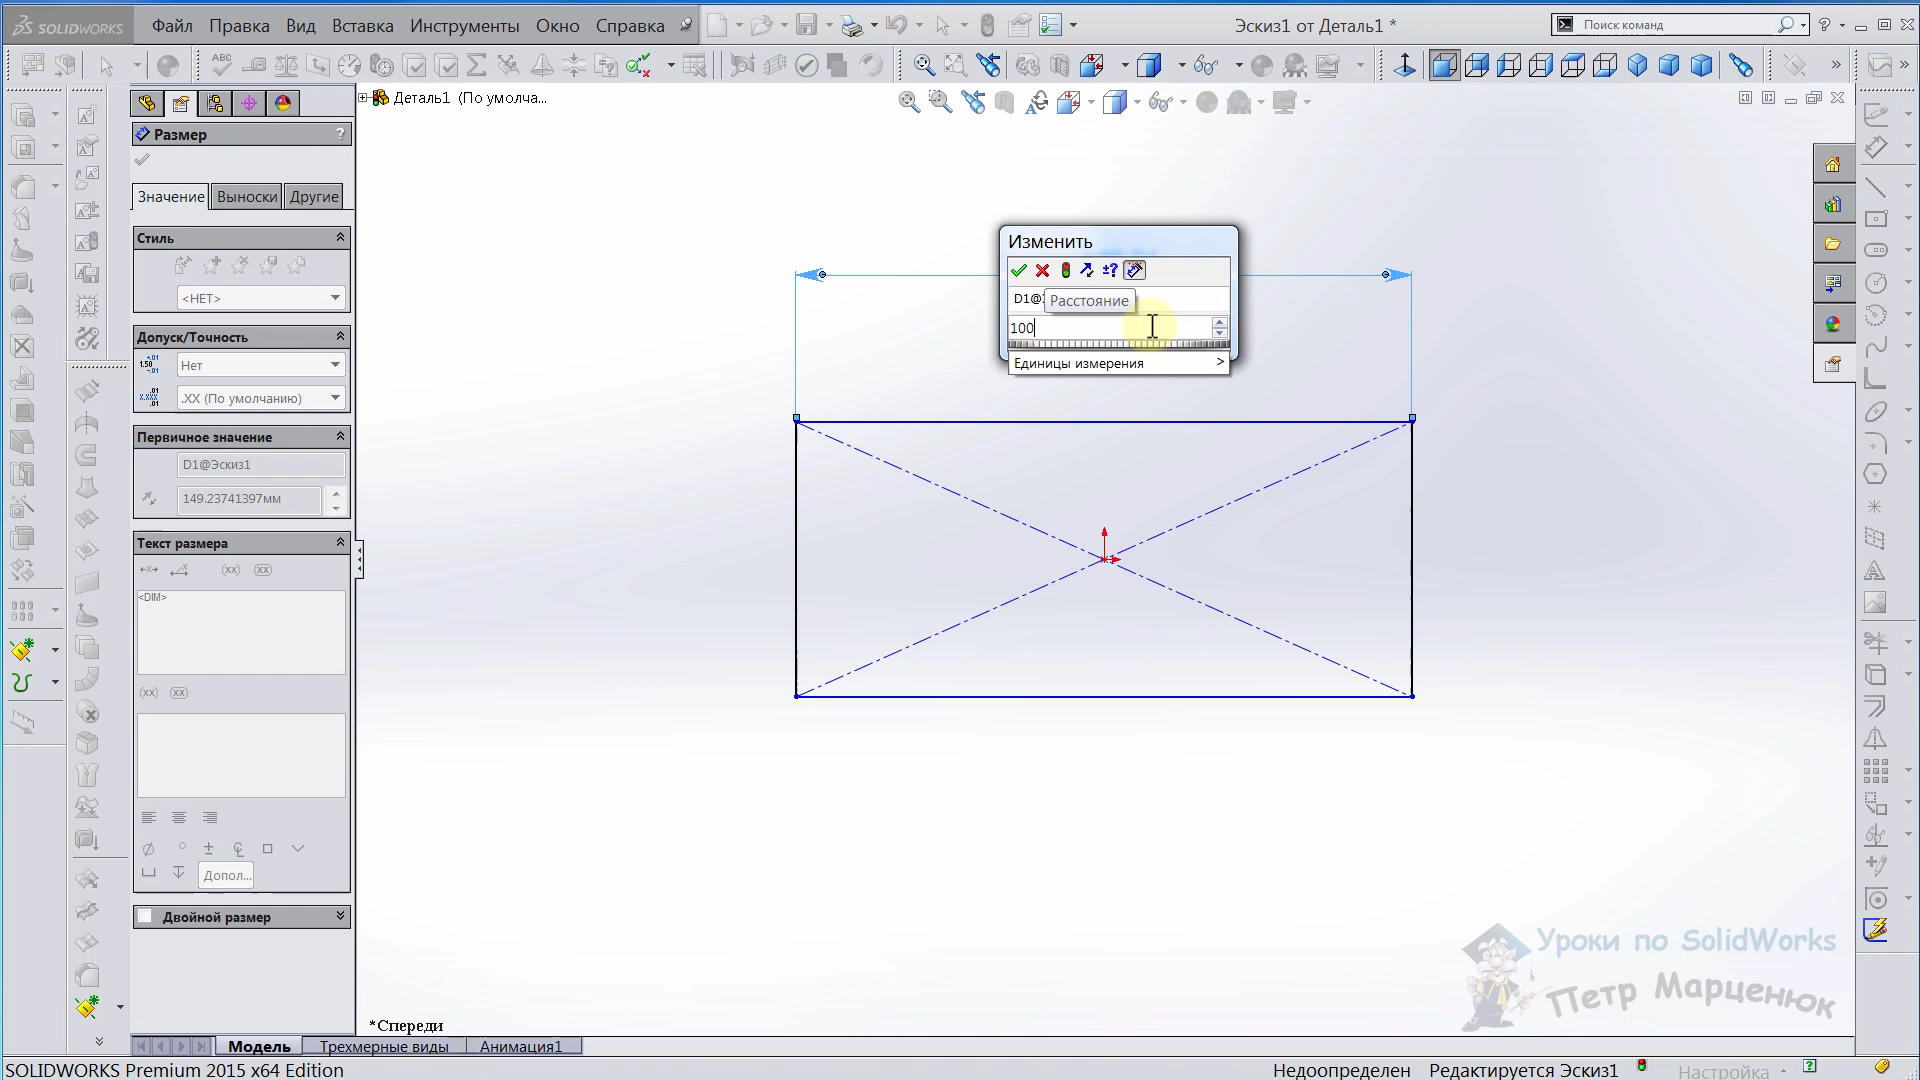 SOLIDWORKS
Файл Правка Вид Вставка Инструменты Окно Справка
Эскиз1 от Деталь1 *
Поиск команд
Деталь1 (По умолча...
Размер
?
Значение
Выноски
Другие
Стиль
<НЕТ>
Допуск/Точность
Нет
.XX (По умолчанию)
Первичное значение
D1@Эскиз1
149.23741397мм
Текст размера
<DIM>
Допол...
Двойной размер
Изменить
D1@
Расстояние
100
Единицы измерения >
*Спереди
Уроки по SolidWorks
Петр Марценюк
Модель
Трехмерные виды
Анимация1
SOLIDWORKS Premium 2015 x64 Edition
Недоопределен
Редактируется Эскиз1
Настройка